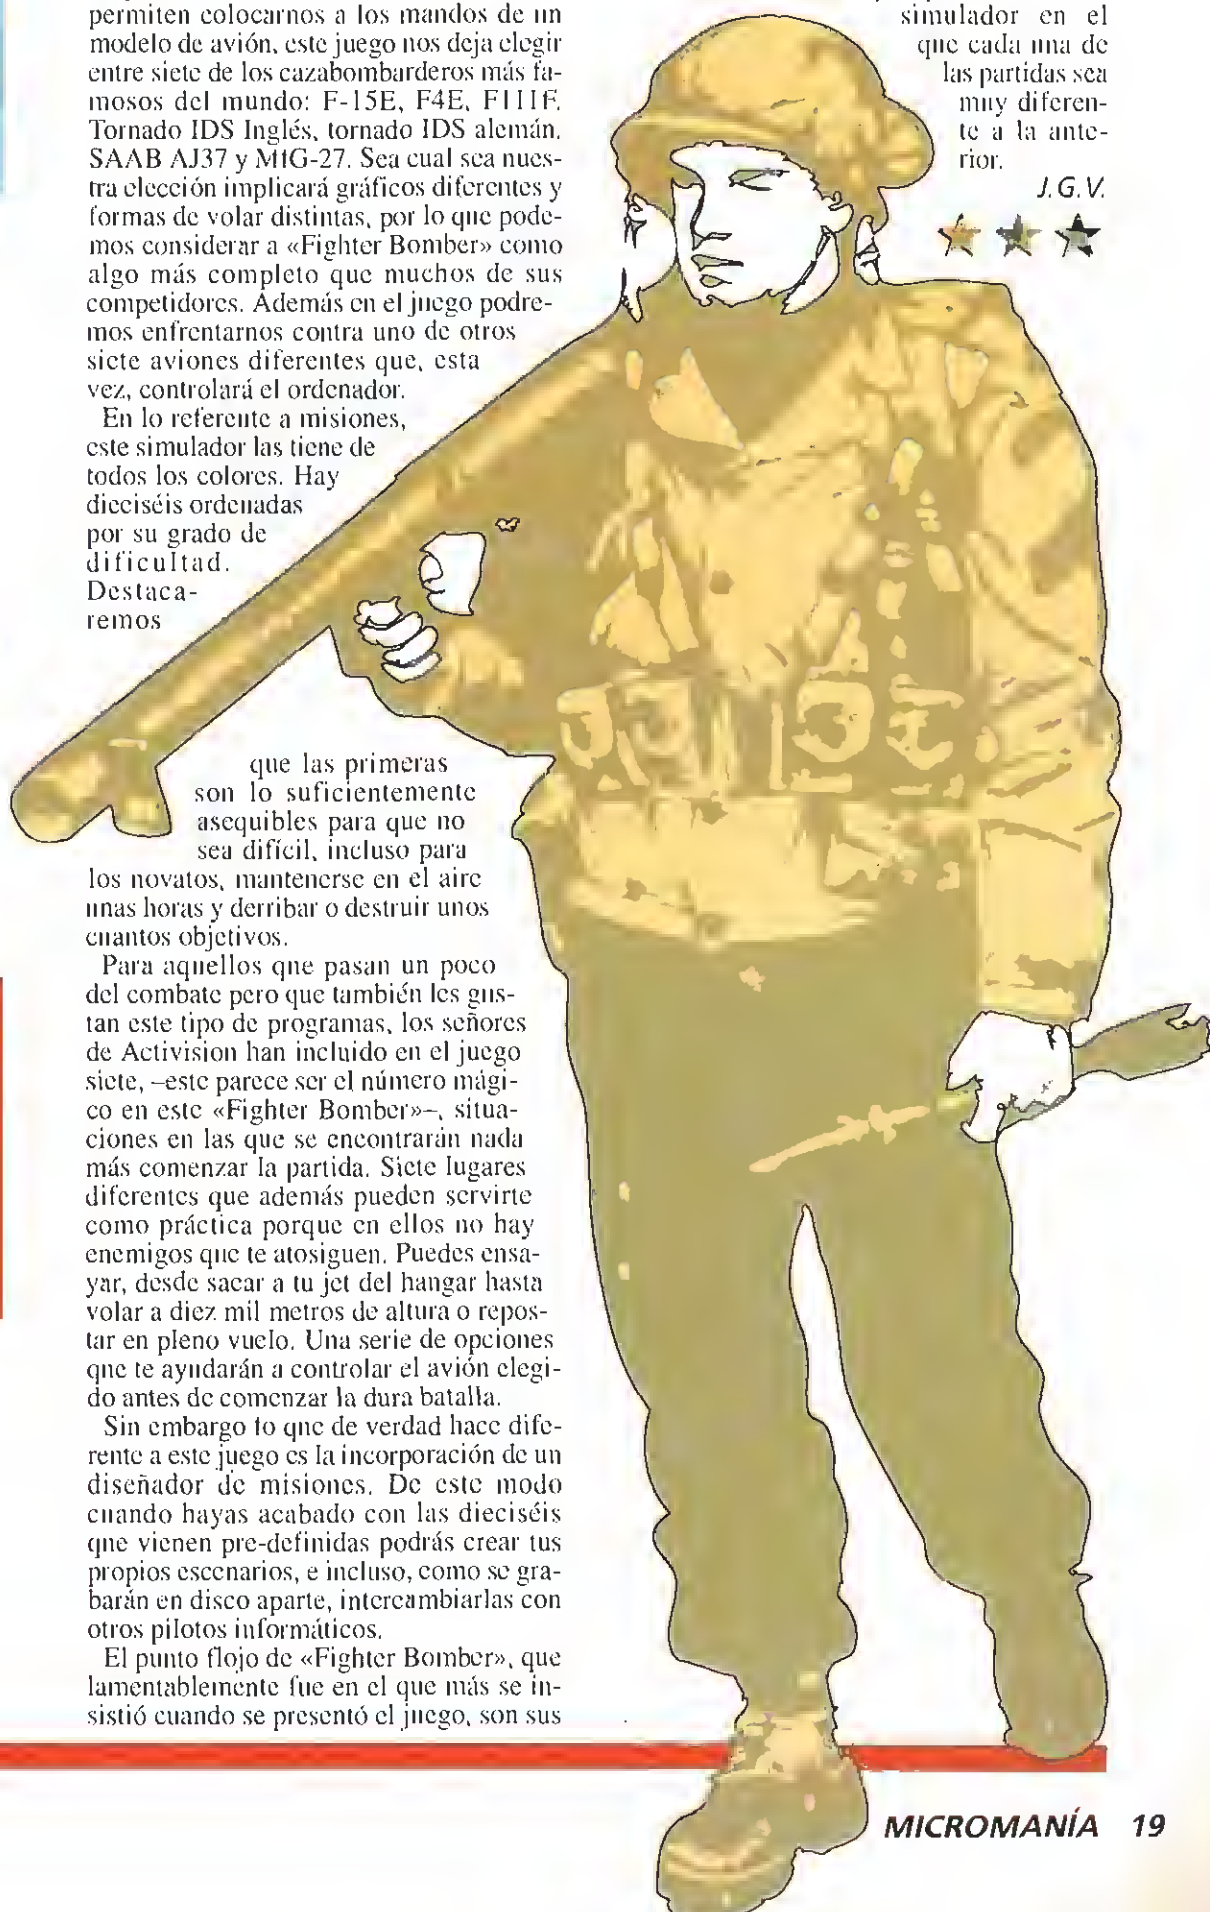 permiten colocarnos a los mandos de un
modelo de avión, este juego nos deja elegir
entre siete de los cazabombarderos más fa-
mosos del mundo: F-15E, F4E, F111F,
Tornado IDS Inglés, tornado IDS alemán,
SAAB AJ37 y MIG-27. Sea cual sea nues-
tra elección implicará gráficos diferentes y
formas de volar distintas, por lo que pode-
mos considerar a «Fighter Bomber» como
algo más completo que muchos de sus
competidores. Además en el juego podre-
mos enfrentarnos contra uno de otros
siete aviones diferentes que, esta
vez, controlará el ordenador.
En lo referente a misiones,
este simulador las tiene de
todos los colores. Hay
dieciséis ordenadas
por su grado de
dificultad.
Destaca-
remos
que las primeras
son lo suficientemente
asequibles para que no
sea difícil, incluso para
los novatos, mantenerse en el aire
unas horas y derribar o destruir unos
cuantos objetivos.
Para aquellos que pasan un poco
del combate pero que también les gus-
tan este tipo de programas, los señores
de Activision han incluido en el juego
siete, –este parece ser el número mági-
co en este «Fighter Bomber»–, situa-
ciones en las que se encontrarán nada
más comenzar la partida. Siete lugares
diferentes que además pueden servirte
como práctica porque en ellos no hay
enemigos que te atosiguen. Puedes ensa-
yar, desde sacar a tu jet del hangar hasta
volar a diez mil metros de altura o repos-
tar en pleno vuelo. Una serie de opciones
que te ayudarán a controlar el avión elegi-
do antes de comenzar la dura batalla.
Sin embargo lo que de verdad hace dife-
rente a este juego es la incorporación de un
diseñador de misiones. De este modo
cuando hayas acabado con las dieciséis
que vienen pre-definidas podrás crear tus
propios escenarios, e incluso, como se gra-
barán en disco aparte, intercambiarlas con
otros pilotos informáticos.
El punto flojo de «Fighter Bomber», que
lamentablemente fue en el que más se in-
sistió cuando se presentó el juego, son sus
simulador en el
que cada una de
las partidas sea
muy diferen-
te a la ante-
rior.
J.G.V.
MICROMANÍA 19